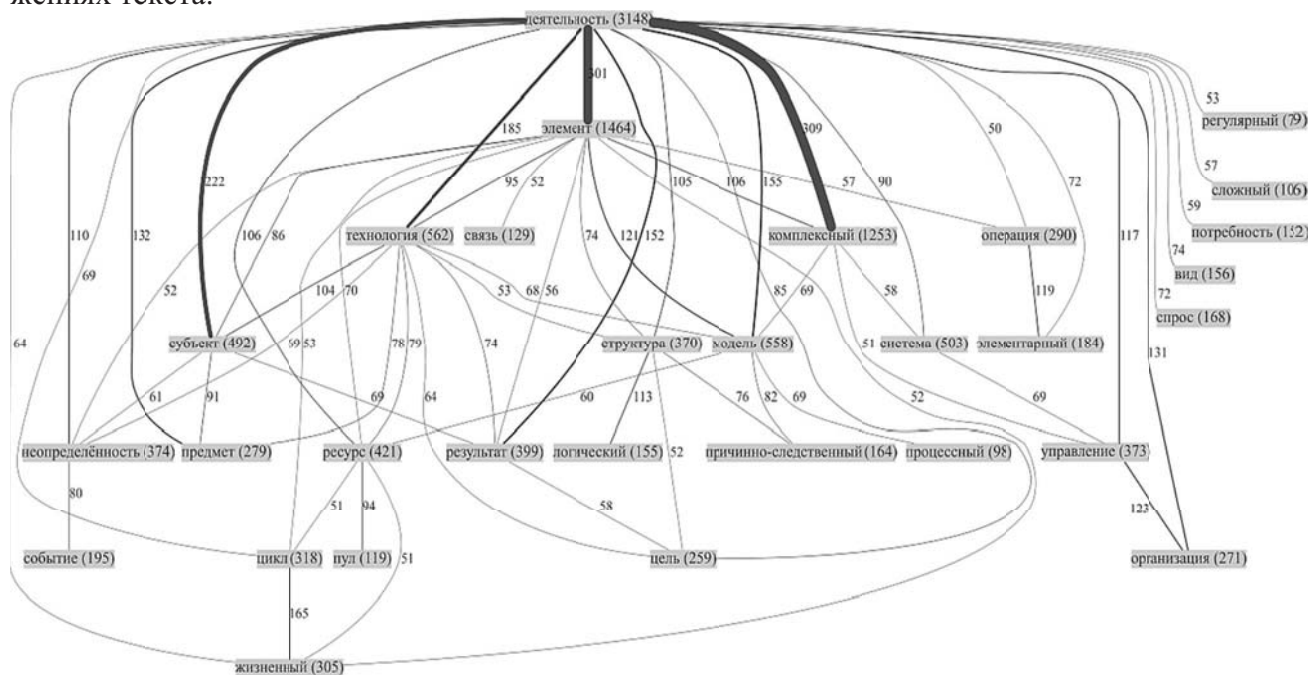 жениях текста.
деятельность (3148)
301
53
регулярный (79)
185
элемент (1464)
309
50
57
сложный (106)
222
95
52
105
106
155
57
90
72
59
потребность (152)
110
132
106
86
технология (562)
связь (129)
74
121
152
комплексный (1253)
операция (290)
117
74
вид (156)
69
52
104
70
53
68
56
85
69
58
119
72
спрос (168)
64
59
53
субъект (492)
78
79
74
структура (370)
модель (558)
51
система (503)
элементарный (184)
131
61
91
69
64
60
113
76
82
69
52
69
неопределённость (374)
предмет (279)
ресурс (421)
результат (399)
логический (155)
52
причинно-следственный (164)
процессный (98)
управление (373)
80
51
94
58
123
событие (195)
цикл (318)
пул (119)
51
цель (259)
организация (271)
165
жизненный (305)